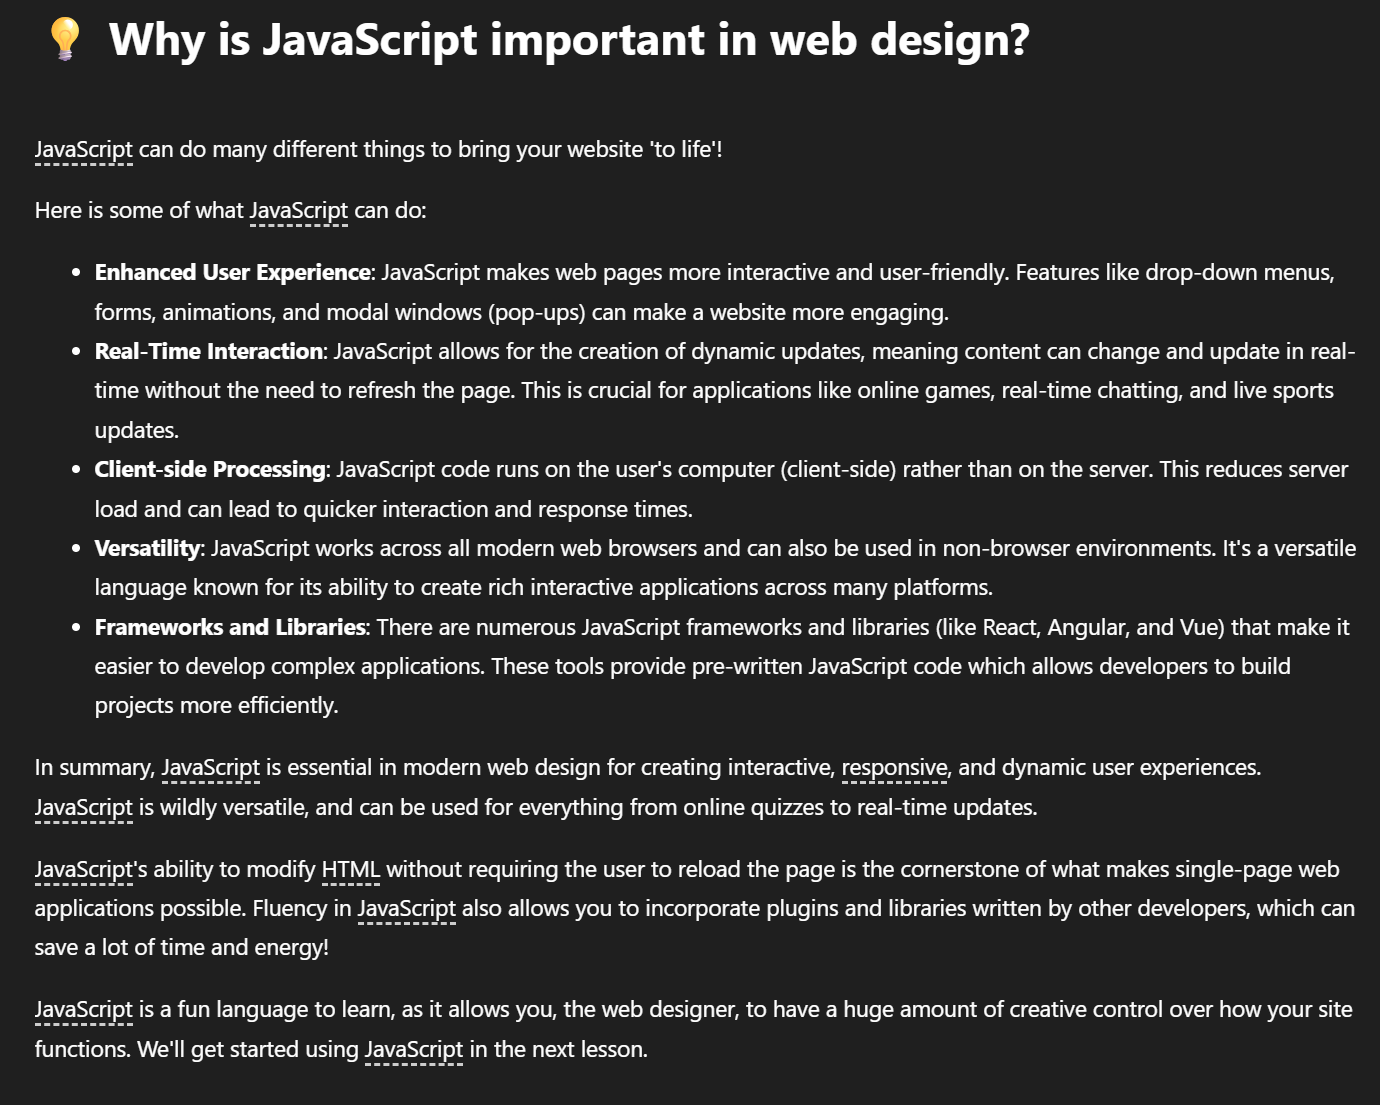 💡 Why is JavaScript important in web design?
JavaScript can do many different things to bring your website 'to life'!
Here is some of what JavaScript can do:
• Enhanced User Experience: JavaScript makes web pages more interactive and user-friendly. Features like drop-down menus,
forms, animations, and modal windows (pop-ups) can make a website more engaging.
• Real-Time Interaction: JavaScript allows for the creation of dynamic updates, meaning content can change and update in real-
time without the need to refresh the page. This is crucial for applications like online games, real-time chatting, and live sports
updates.
• Client-side Processing: JavaScript code runs on the user's computer (client-side) rather than on the server. This reduces server
load and can lead to quicker interaction and response times.
• Versatility: JavaScript works across all modern web browsers and can also be used in non-browser environments. It's a versatile
language known for its ability to create rich interactive applications across many platforms.
• Frameworks and Libraries: There are numerous JavaScript frameworks and libraries (like React, Angular, and Vue) that make it
easier to develop complex applications. These tools provide pre-written JavaScript code which allows developers to build
projects more efficiently.
In summary, JavaScript is essential in modern web design for creating interactive, responsive, and dynamic user experiences.
JavaScript is wildly versatile, and can be used for everything from online quizzes to real-time updates.
JavaScript's ability to modify HTML without requiring the user to reload the page is the cornerstone of what makes single-page web
applications possible. Fluency in JavaScript also allows you to incorporate plugins and libraries written by other developers, which can
save a lot of time and energy!
JavaScript is a fun language to learn, as it allows you, the web designer, to have a huge amount of creative control over how your site
functions. We'll get started using JavaScript in the next lesson.